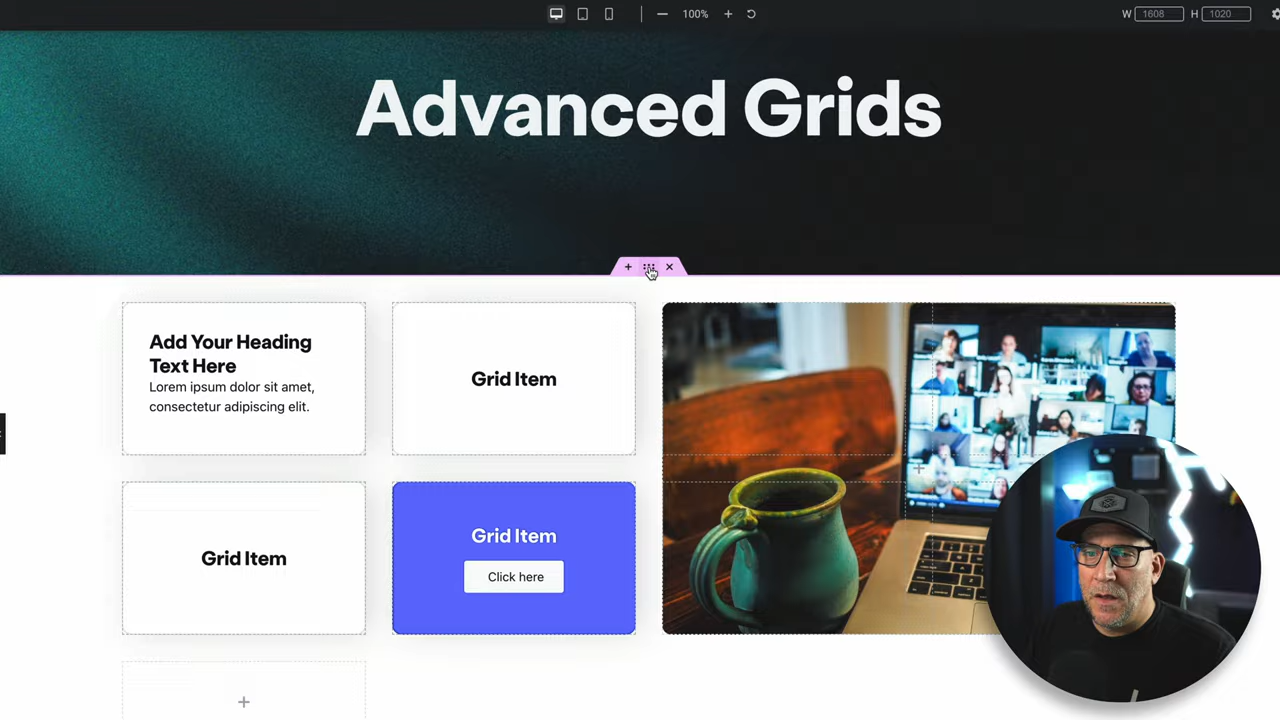 100%
W 1608 H 1020
Advanced Grids
Add Your Heading
Text Here
Lorem ipsum dolor sit amet,
consectetur adipiscing elit.
Grid Item
Grid Item
Grid Item
Click here